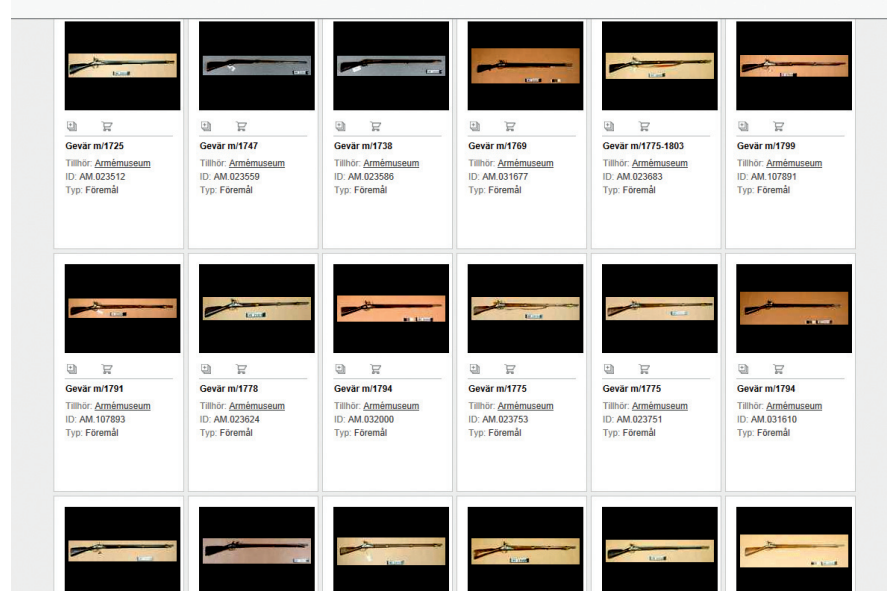 Gevär m/1725
Tillhör: Armémuseum
ID: AM.023512
Typ: Föremål
Gevär m/1747
Tillhör: Armémuseum
ID: AM.023559
Typ: Föremål
Gevär m/1738
Tillhör: Armémuseum
ID: AM.023586
Typ: Föremål
Gevär m/1769
Tillhör: Armémuseum
ID: AM.031677
Typ: Föremål
Gevär m/1775-1803
Tillhör: Armémuseum
ID: AM.023683
Typ: Föremål
Gevär m/1799
Tillhör: Armémuseum
ID: AM.107891
Typ: Föremål
Gevär m/1791
Tillhör: Armémuseum
ID: AM.107893
Typ: Föremål
Gevär m/1778
Tillhör: Armémuseum
ID: AM.023624
Typ: Föremål
Gevär m/1794
Tillhör: Armémuseum
ID: AM.032000
Typ: Föremål
Gevär m/1775
Tillhör: Armémuseum
ID: AM.023753
Typ: Föremål
Gevär m/1775
Tillhör: Armémuseum
ID: AM.023751
Typ: Föremål
Gevär m/1794
Tillhör: Armémuseum
ID: AM.031610
Typ: Föremål